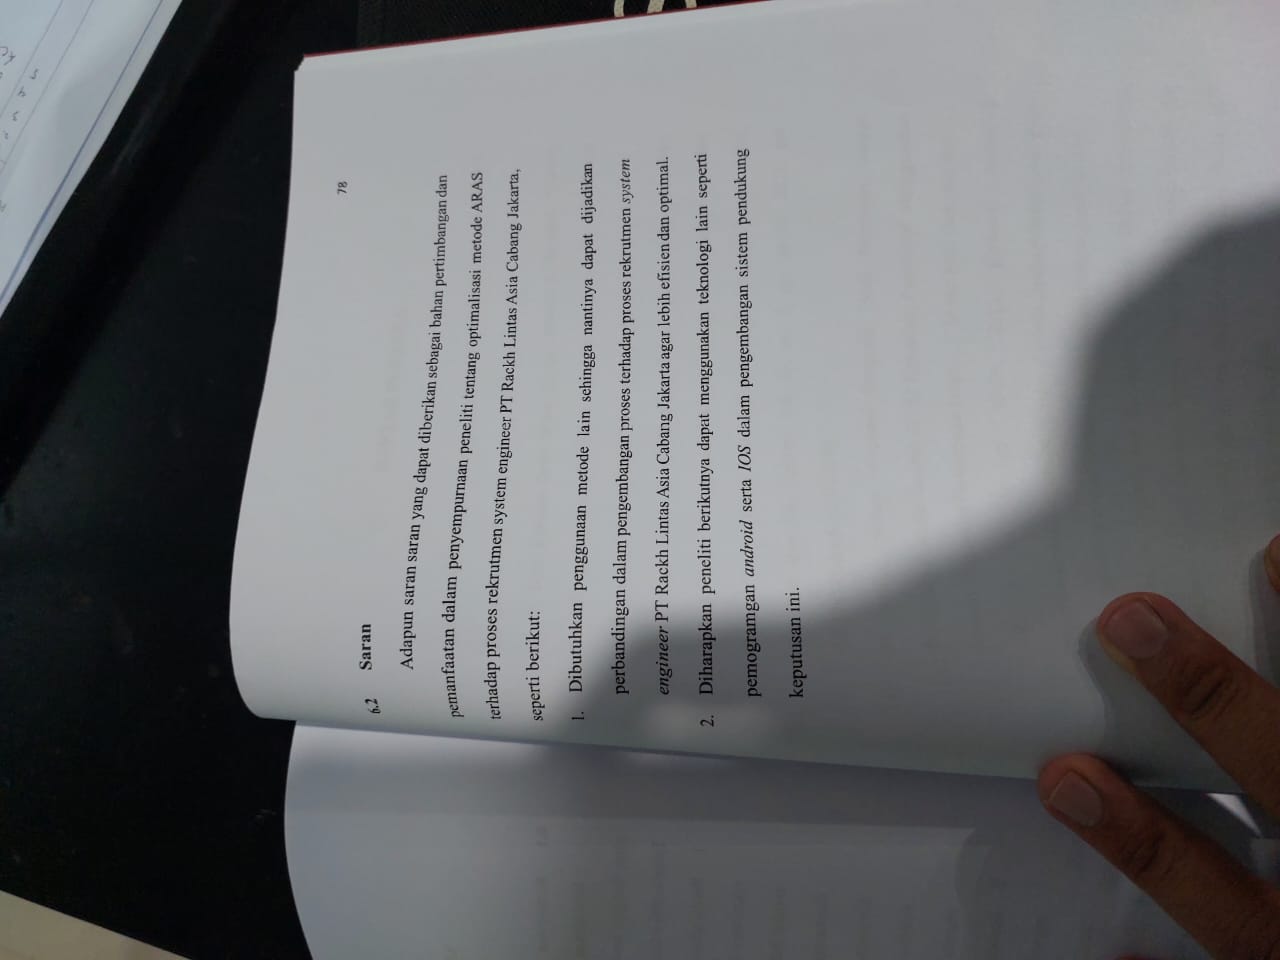 78
6.2 Saran
Adapun saran saran yang dapat diberikan sebagai bahan pertimbangan dan
pemanfaatan dalam penyempurnaan peneliti tentang optimalisasi metode ARAS
terhadap proses rekrutmen system engineer PT Rackh Lintas Asia Cabang Jakarta,
seperti berikut:
1. Dibutuhkan penggunaan metode lain sehingga nantinya dapat dijadikan
perbandingan dalam pengembangan proses terhadap proses rekrutmen system
engineer PT Rackh Lintas Asia Cabang Jakarta agar lebih efisien dan optimal.
2. Diharapkan peneliti berikutnya dapat menggunakan teknologi lain seperti
pemogramgan android serta IOS dalam pengembangan sistem pendukung
keputusan ini.